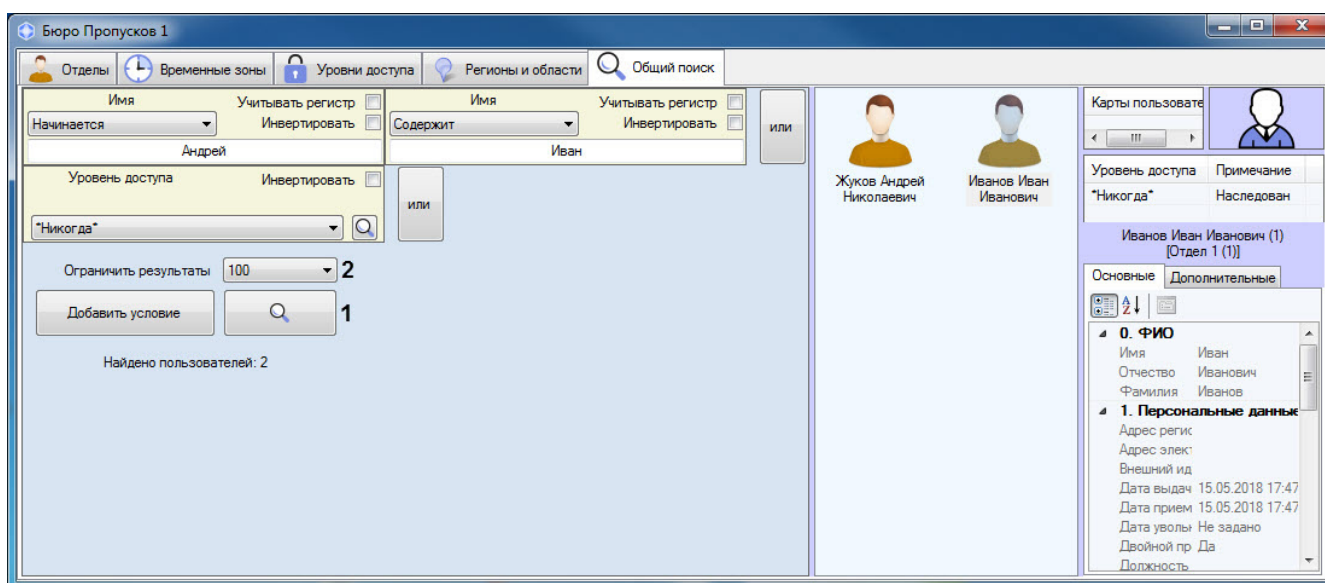 Бюро Пропусков 1
Отделы Временные зоны Уровни доступа Регионы и области Общий поиск
Имя Учитывать регистр Имя Учитывать регистр
Начинается Инвертировать Содержит Инвертировать или
Андрей Иван
Уровень доступа Инвертировать
или
*Никогда*
Ограничить результаты 100 2
Добавить условие 1
Найдено пользователей: 2
Жуков Андрей
Николаевич
Иванов Иван
Иванович
Карты пользовате
Уровень доступа Примечание
*Никогда* Наследован
Иванов Иван Иванович (1)
[Отдел 1 (1)]
Основные Дополнительные
0. ФИО
Имя Иван
Отчество Иванович
Фамилия Иванов
1. Персональные данные
Адрес регис
Адрес элект
Внешний ид
Дата выдач 15.05.2018 17:47
Дата прием 15.05.2018 17:47
Дата уволь Не задано
Двойной пр Да
Должность